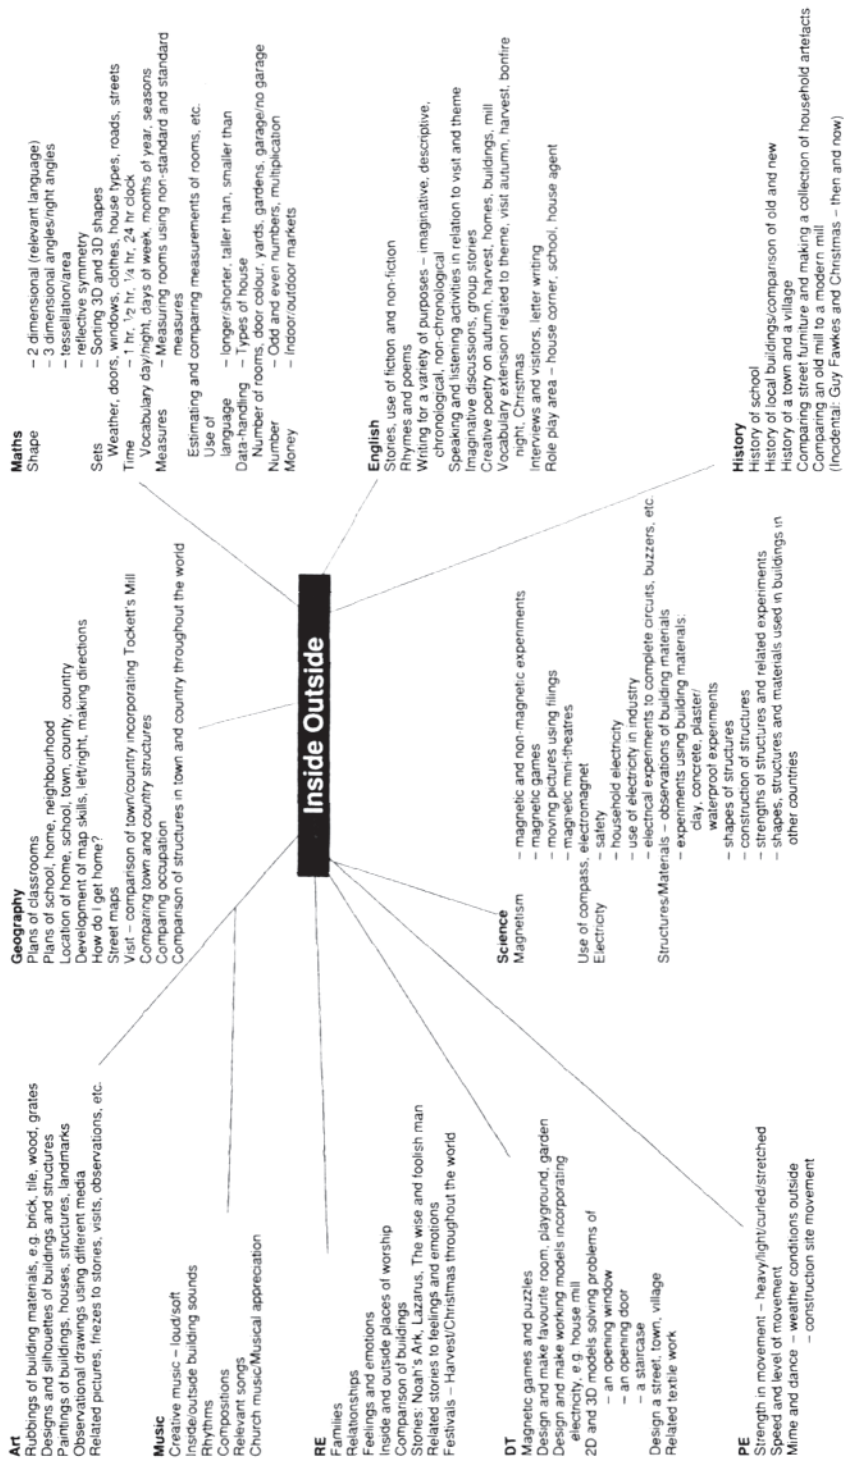 Art
Rubbings of building materials, e.g. brick, tile, wood, grates
Designs and silhouettes of buildings and structures
Paintings of buildings, houses, structures, landmarks
Observational drawings using different media
Related pictures, friezes to stories, visits, observations, etc.
Music
Creative music – loud/soft
Inside/outside building sounds
Rhythms
Compositions
Relevant songs
Church music/Musical appreciation
RE
Families
Relationships
Feelings and emotions
Inside and outside places of worship
Comparison of buildings
Stories: Noah's Ark, Lazarus, The wise and foolish man
Related stories to feelings and emotions
Festivals – Harvest/Christmas throughout the world
DT
Magnetic games and puzzles
Design and make favourite room, playground, garden
Design and make working models incorporating
electricity, e.g. house mill
2D and 3D models solving problems of
– an opening window
– an opening door
– a staircase
Design a street, town, village
Related textile work
PE
Strength in movement – heavy/light/curled/stretched
Speed and level of movement
Mime and dance – weather conditions outside
– construction site movement
Geography
Plans of classrooms
Plans of school, home, neighbourhood
Location of home, school, town, county, country
Development of map skills, left/right, making directions
How do I get home?
Street maps
Visit – comparison of town/country incorporating Tockett's Mill
Comparing town and country structures
Comparing occupation
Comparison of structures in town and country throughout the world
Inside Outside
Science
Magnetism – magnetic and non-magnetic experiments
– magnetic games
– moving pictures using filings
– magnetic mini-theatres
Use of compass, electromagnet
Electricity – safety
– household electricity
– use of electricity in industry
– electrical experiments to complete circuits, buzzers, etc.
Structures/Materials – observations of building materials
– experiments using building materials:
clay, concrete, plaster/
waterproof experiments
– shapes of structures
– construction of structures
– strengths of structures and related experiments
– shapes, structures and materials used in buildings in
other countries
Maths
Shape – 2 dimensional (relevant language)
– 3 dimensional angles/right angles
– tessellation/area
– reflective symmetry
Sets – Sorting 3D and 3D shapes
Weather, doors, windows, clothes, house types, roads, streets
Time – 1 hr, 1/2 hr, 1/4 hr, 24 hr clock
Vocabulary day/night, days of week, months of year, seasons
Measures – Measuring rooms using non-standard and standard
measures
Estimating and comparing measurements of rooms, etc.
Use of
language – longer/shorter, taller than, smaller than
Data-handling – Types of house
Number of rooms, door colour, yards, gardens, garage/no garage
Number – Odd and even numbers, multiplication
Money – Indoor/outdoor markets
English
Stories, use of fiction and non-fiction
Rhymes and poems
Writing for a variety of purposes – imaginative, descriptive,
chronological, non-chronological
Speaking and listening activities in relation to visit and theme
Imaginative discussions, group stories
Creative poetry on autumn, harvest, homes, buildings, mill
Vocabulary extension related to theme, visit autumn, harvest, bonfire
night, Christmas
Interviews and visitors, letter writing
Role play area – house corner, school, house agent
History
History of school
History of local buildings/comparison of old and new
History of a town and a village
Comparing street furniture and making a collection of household artefacts
Comparing an old mill to a modern mill
(Incidental: Guy Fawkes and Christmas – then and now)